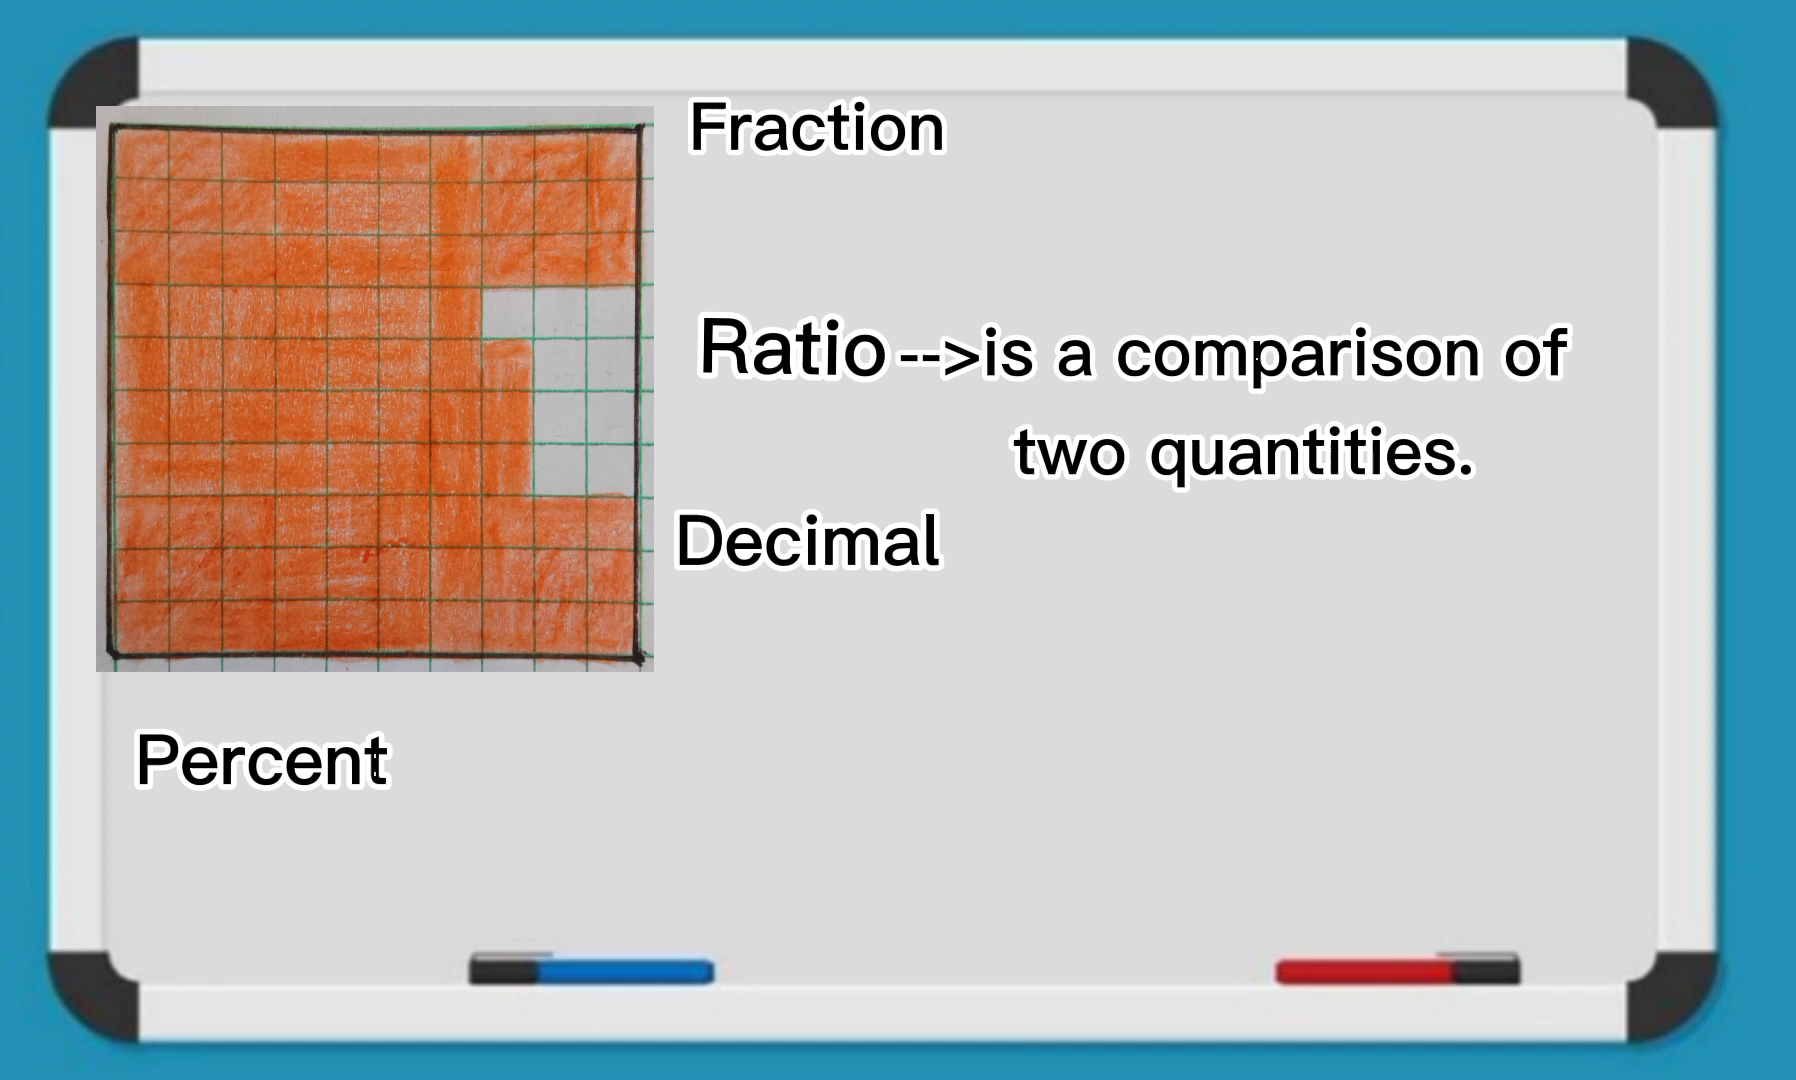 Fraction
Ratio-->is a comparison of
two quantities.
Decimal
Percent